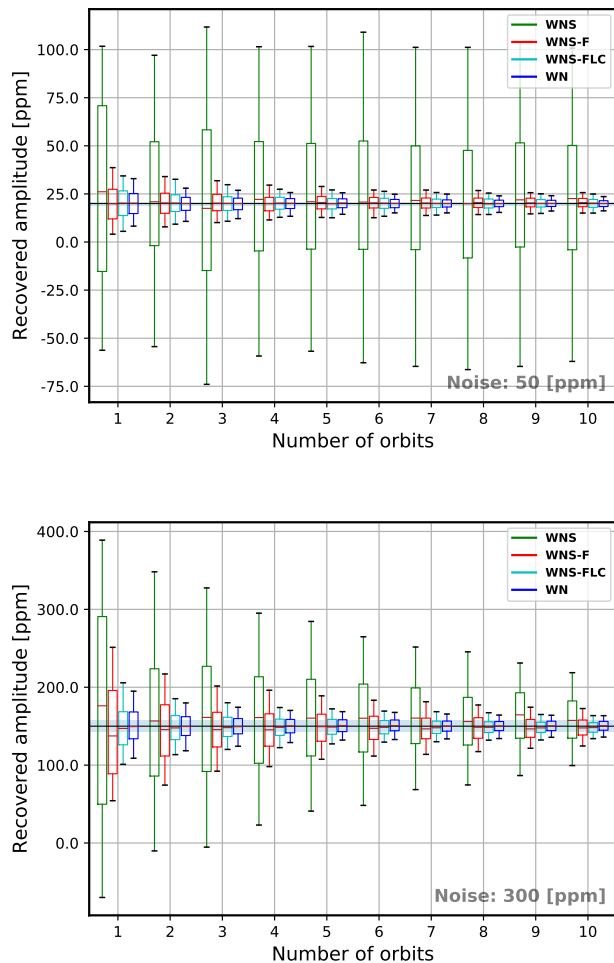 Recovered amplitude [ppm]
100.0
75.0
50.0
25.0
0.0
-25.0
-50.0
-75.0
WNS
WNS-F
WNS-FLC
WN
Noise: 50 [ppm]
1 2 3 4 5 6 7 8 9 10
Number of orbits
Recovered amplitude [ppm]
400.0
300.0
200.0
100.0
0.0
WNS
WNS-F
WNS-FLC
WN
Noise: 300 [ppm]
1 2 3 4 5 6 7 8 9 10
Number of orbits